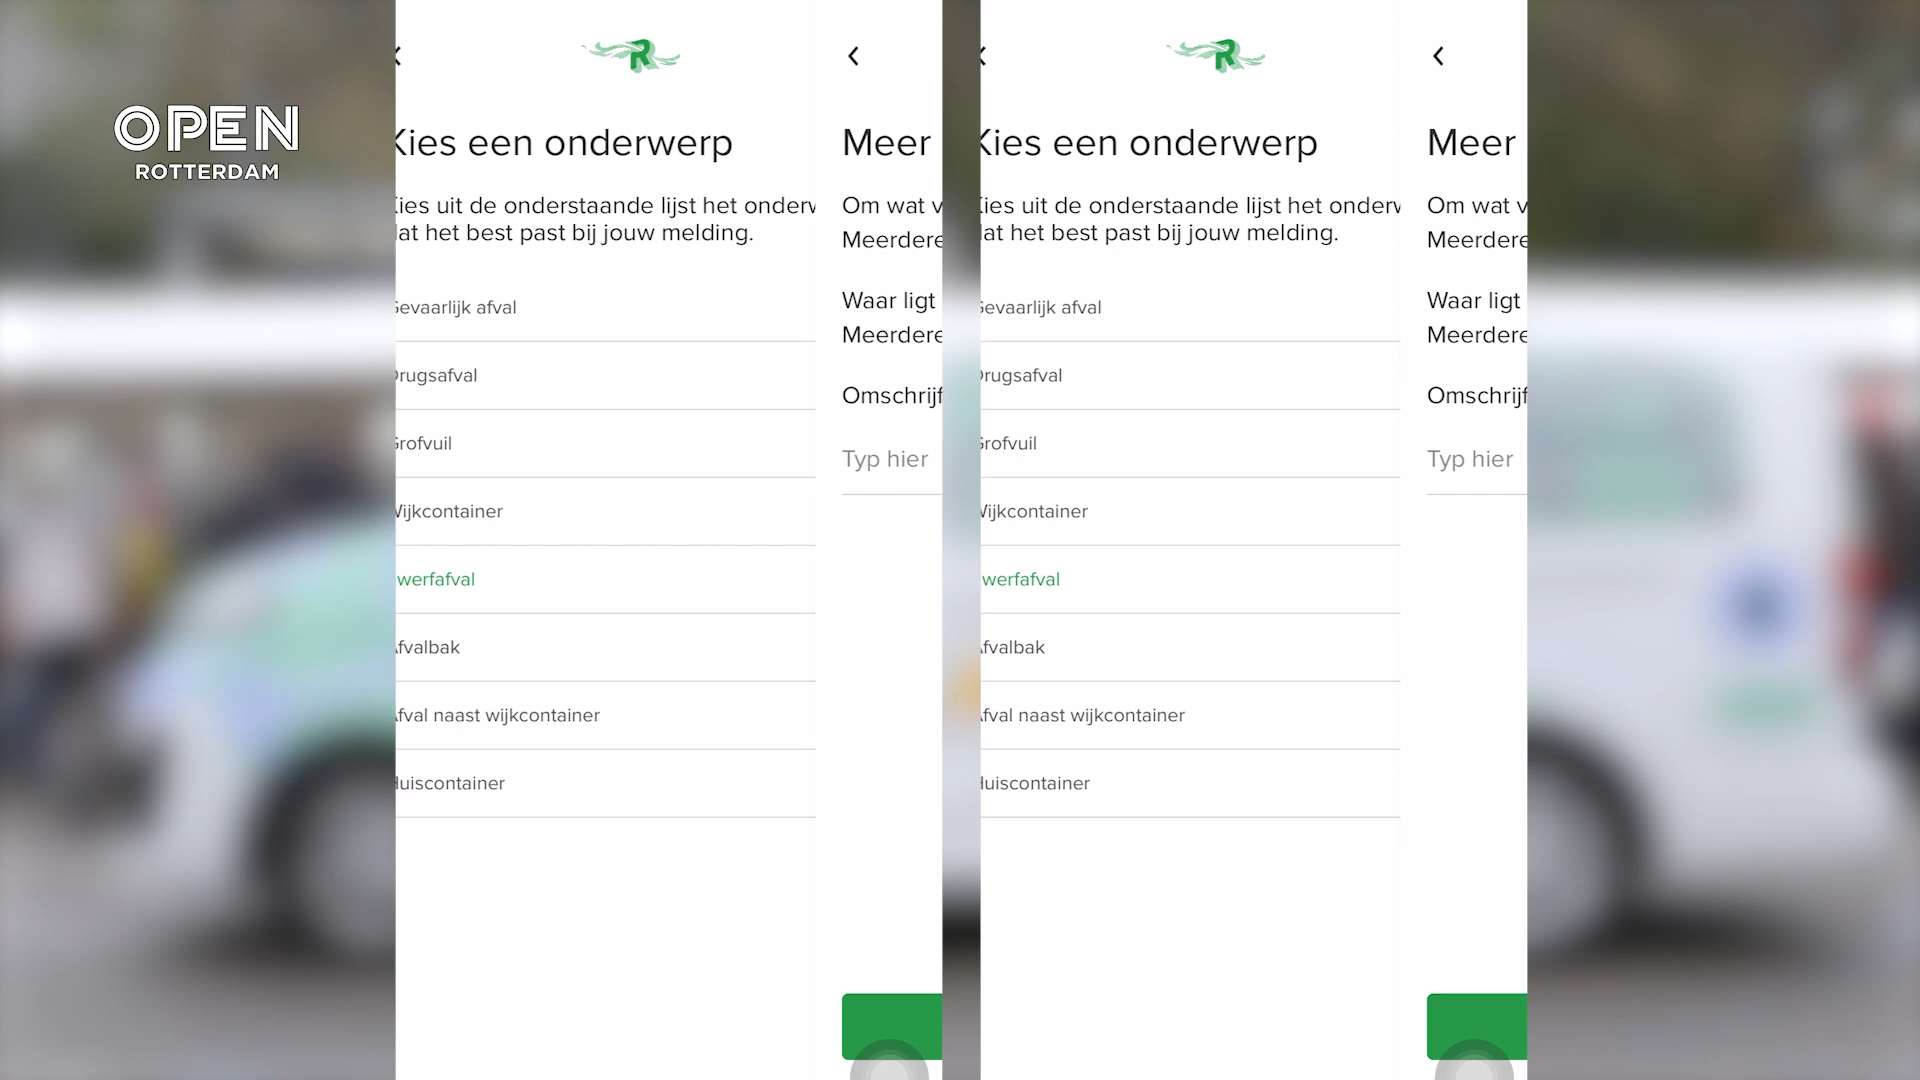 OPEN
ROTTERDAM
R
Kies een onderwerp
Kies uit de onderstaande lijst het onderw
dat het best past bij jouw melding.
Gevaarlijk afval
Drugsafval
Grofvuil
Wijkcontainer
werfafval
Afvalbak
Afval naast wijkcontainer
Huiscontainer
Meer
Om wat v
Meerdere
Waar ligt
Meerdere
Omschrijf
Typ hier
R
Kies een onderwerp
Kies uit de onderstaande lijst het onderw
dat het best past bij jouw melding.
Gevaarlijk afval
Drugsafval
Grofvuil
Wijkcontainer
werfafval
Afvalbak
Afval naast wijkcontainer
Huiscontainer
Meer
Om wat v
Meerdere
Waar ligt
Meerdere
Omschrijf
Typ hier